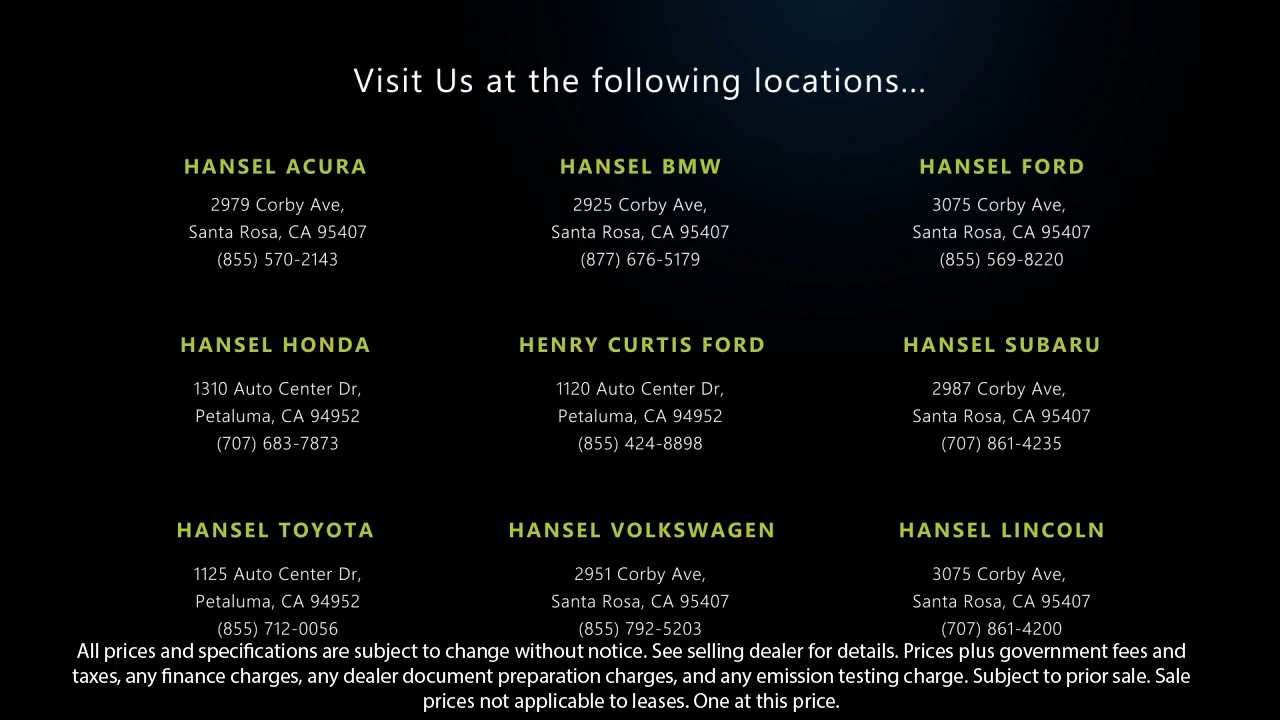 Visit Us at the following locations...
HANSEL ACURA
2979 Corby Ave,
Santa Rosa, CA 95407
(855) 570-2143
HANSEL BMW
2925 Corby Ave,
Santa Rosa, CA 95407
(877) 676-5179
HANSEL FORD
3075 Corby Ave,
Santa Rosa, CA 95407
(855) 569-8220
HANSEL HONDA
1310 Auto Center Dr,
Petaluma, CA 94952
(707) 683-7873
HENRY CURTIS FORD
1120 Auto Center Dr,
Petaluma, CA 94952
(855) 424-8898
HANSEL SUBARU
2987 Corby Ave,
Santa Rosa, CA 95407
(707) 861-4235
HANSEL TOYOTA
1125 Auto Center Dr,
Petaluma, CA 94952
(855) 712-0056
HANSEL VOLKSWAGEN
2951 Corby Ave,
Santa Rosa, CA 95407
(855) 792-5203
HANSEL LINCOLN
3075 Corby Ave,
Santa Rosa, CA 95407
(707) 861-4200
All prices and specifications are subject to change without notice. See selling dealer for details. Prices plus government fees and
taxes, any finance charges, any dealer document preparation charges, and any emission testing charge. Subject to prior sale. Sale
prices not applicable to leases. One at this price.